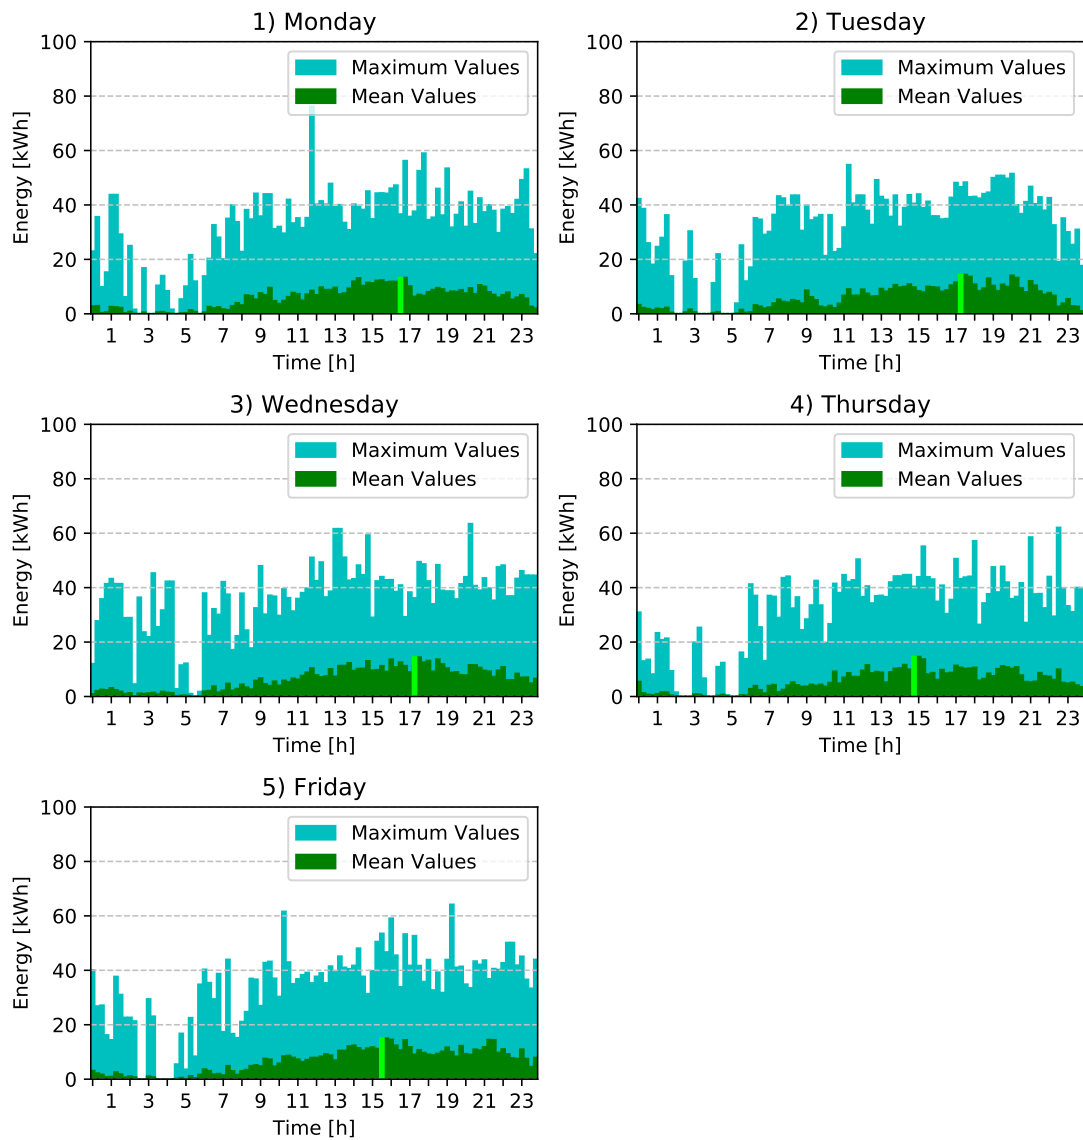 1) Monday
100
80
60
40
20
0
Energy [kWh]
Maximum Values
Mean Values
1 3 5 7 9 11 13 15 17 19 21 23
Time [h]
2) Tuesday
100
80
60
40
20
0
Energy [kWh]
Maximum Values
Mean Values
1 3 5 7 9 11 13 15 17 19 21 23
Time [h]
3) Wednesday
100
80
60
40
20
0
Energy [kWh]
Maximum Values
Mean Values
1 3 5 7 9 11 13 15 17 19 21 23
Time [h]
4) Thursday
100
80
60
40
20
0
Energy [kWh]
Maximum Values
Mean Values
1 3 5 7 9 11 13 15 17 19 21 23
Time [h]
5) Friday
100
80
60
40
20
0
Energy [kWh]
Maximum Values
Mean Values
1 3 5 7 9 11 13 15 17 19 21 23
Time [h]